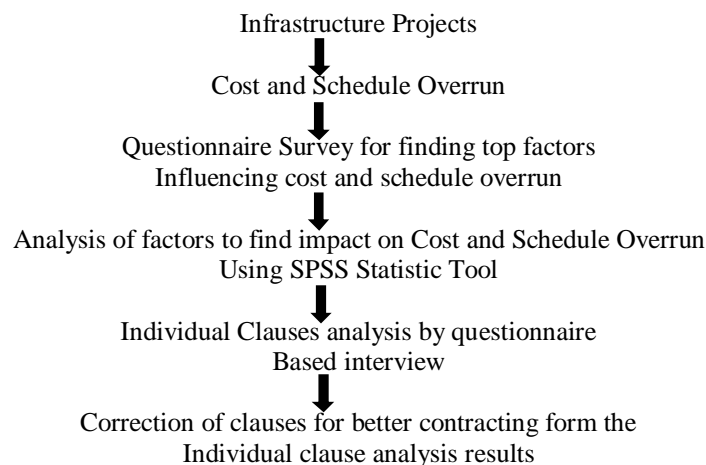 Infrastructure Projects
Cost and Schedule Overrun
Questionnaire Survey for finding top factors
Influencing cost and schedule overrun
Analysis of factors to find impact on Cost and Schedule Overrun
Using SPSS Statistic Tool
Individual Clauses analysis by questionnaire
Based interview
Correction of clauses for better contracting form the
Individual clause analysis results